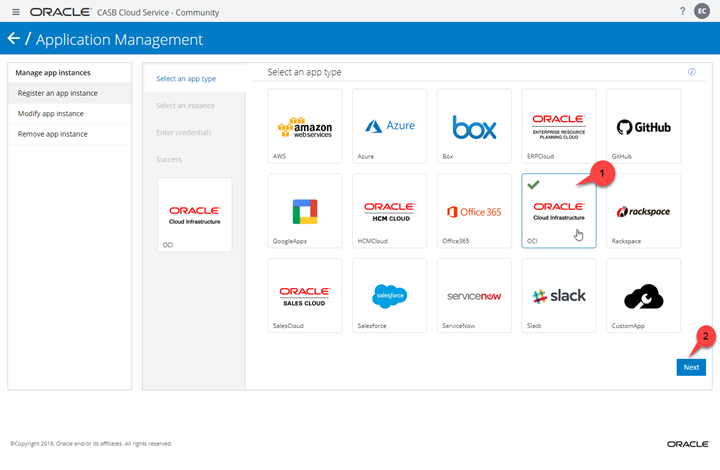 ORACLE® CASB Cloud Service - Community
?
EC
/ Application Management
Manage app instances
Register an app instance
Modify app instance
Remove app instance
Select an app type
Select an instance
Enter credentials
Success
ORACLE®
Cloud Infrastructure
OCI
Select an app type
amazon
webservices
AWS
Azure
Azure
box
Box
ORACLE®
ENTERPRISE RESOURCE
PLANNING CLOUD
ERPCloud
GitHub
GitHub
GoogleApps
ORACLE®
HCM CLOUD
HCMCloud
Office 365
Office365
ORACLE®
Cloud Infrastructure
OCI
1
rackspace
Rackspace
ORACLE®
SALES CLOUD
SalesCloud
salesforce
Salesforce
servicenow
ServiceNow
slack
Slack
CustomApp
2
Next
©Copyright 2018, Oracle and/or its affiliates, All rights reserved.
ORACLE®